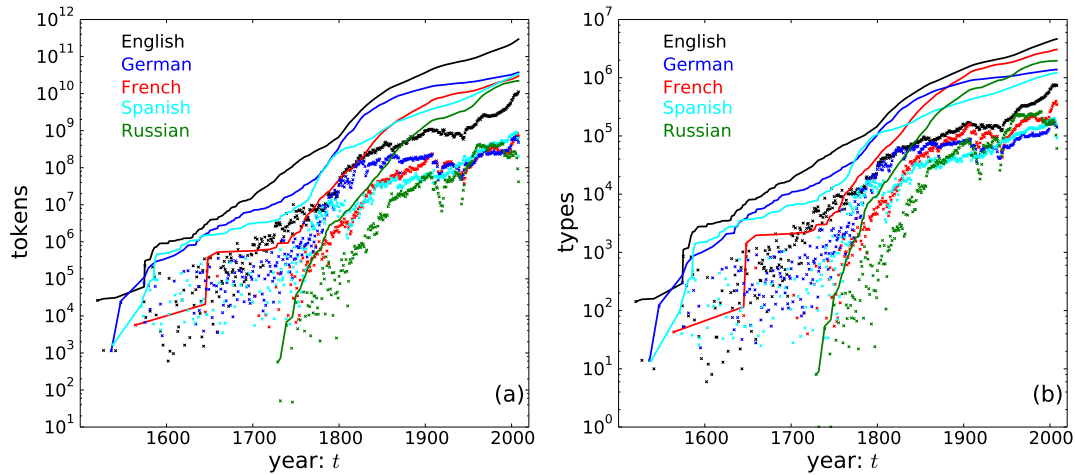 10^12
10^11
10^10
10^9
10^8
10^7
10^6
10^5
10^4
10^3
10^2
10^1
tokens
English
German
French
Spanish
Russian
(a)
1600 1700 1800 1900 2000
year: t
10^7
10^6
10^5
10^4
10^3
10^2
10^1
10^0
types
English
German
French
Spanish
Russian
(b)
1600 1700 1800 1900 2000
year: t